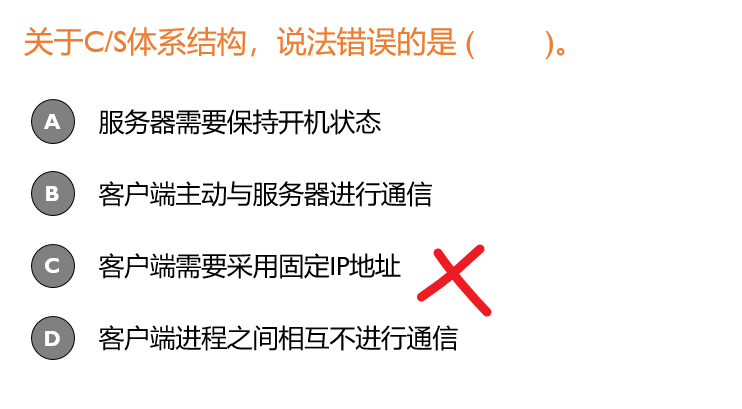 关于C/S体系结构，说法错误的是 (　　)。
A 服务器需要保持开机状态
B 客户端主动与服务器进行通信
C 客户端需要采用固定IP地址
D 客户端进程之间相互不进行通信